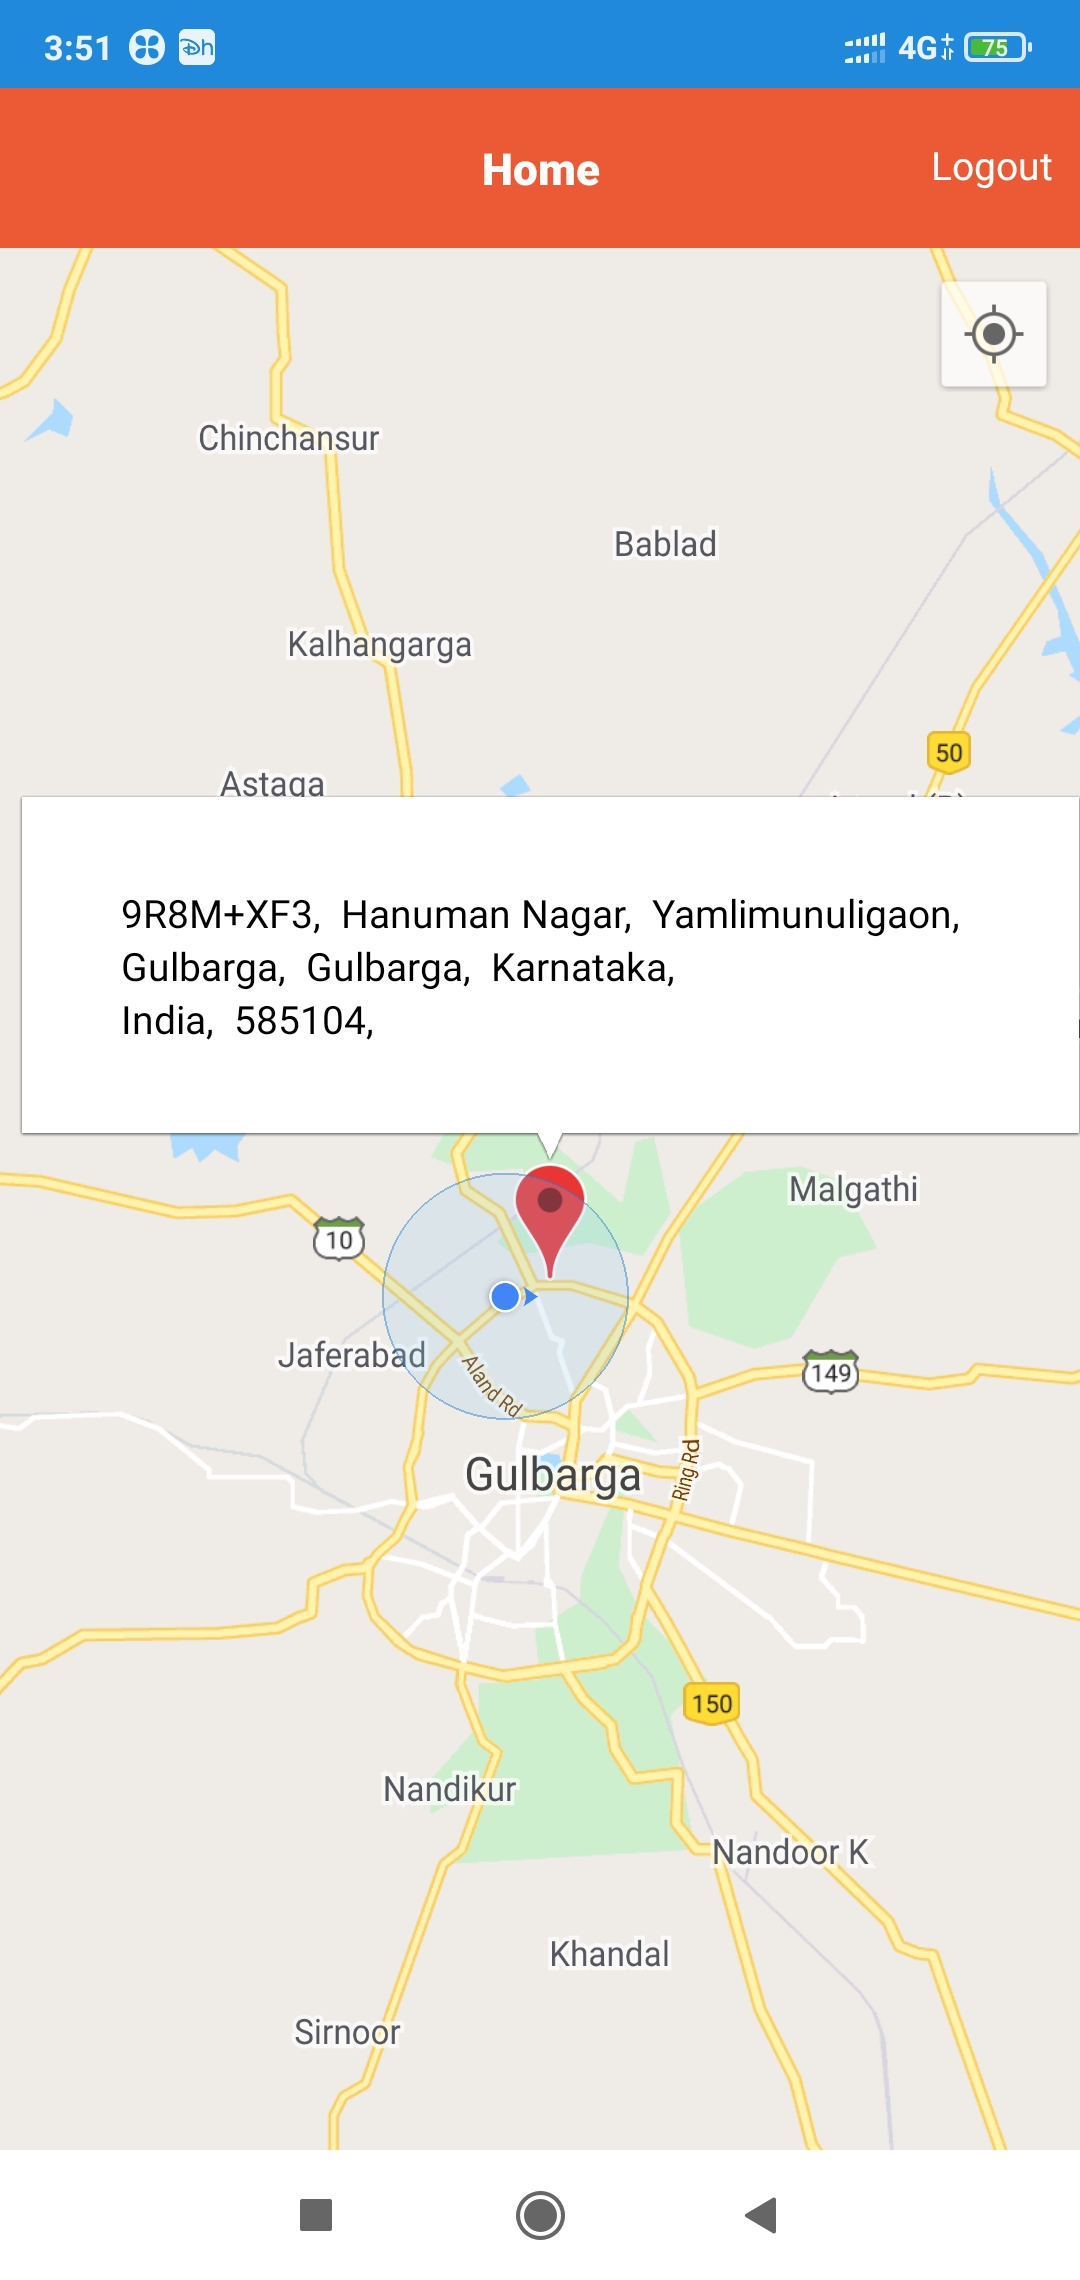 3:51 Dh 4G 75
Home
Logout
Chinchansur
Bablad
Kalhangarga
50
Astaga
9R8M+XF3, Hanuman Nagar, Yamlimunuligaon,
Gulbarga, Gulbarga, Karnataka,
India, 585104,
Malgathi
10
Jaferabad
149
Aland Rd
Ring Rd
Gulbarga
150
Nandikur
Nandoor K
Khandal
Sirnoor